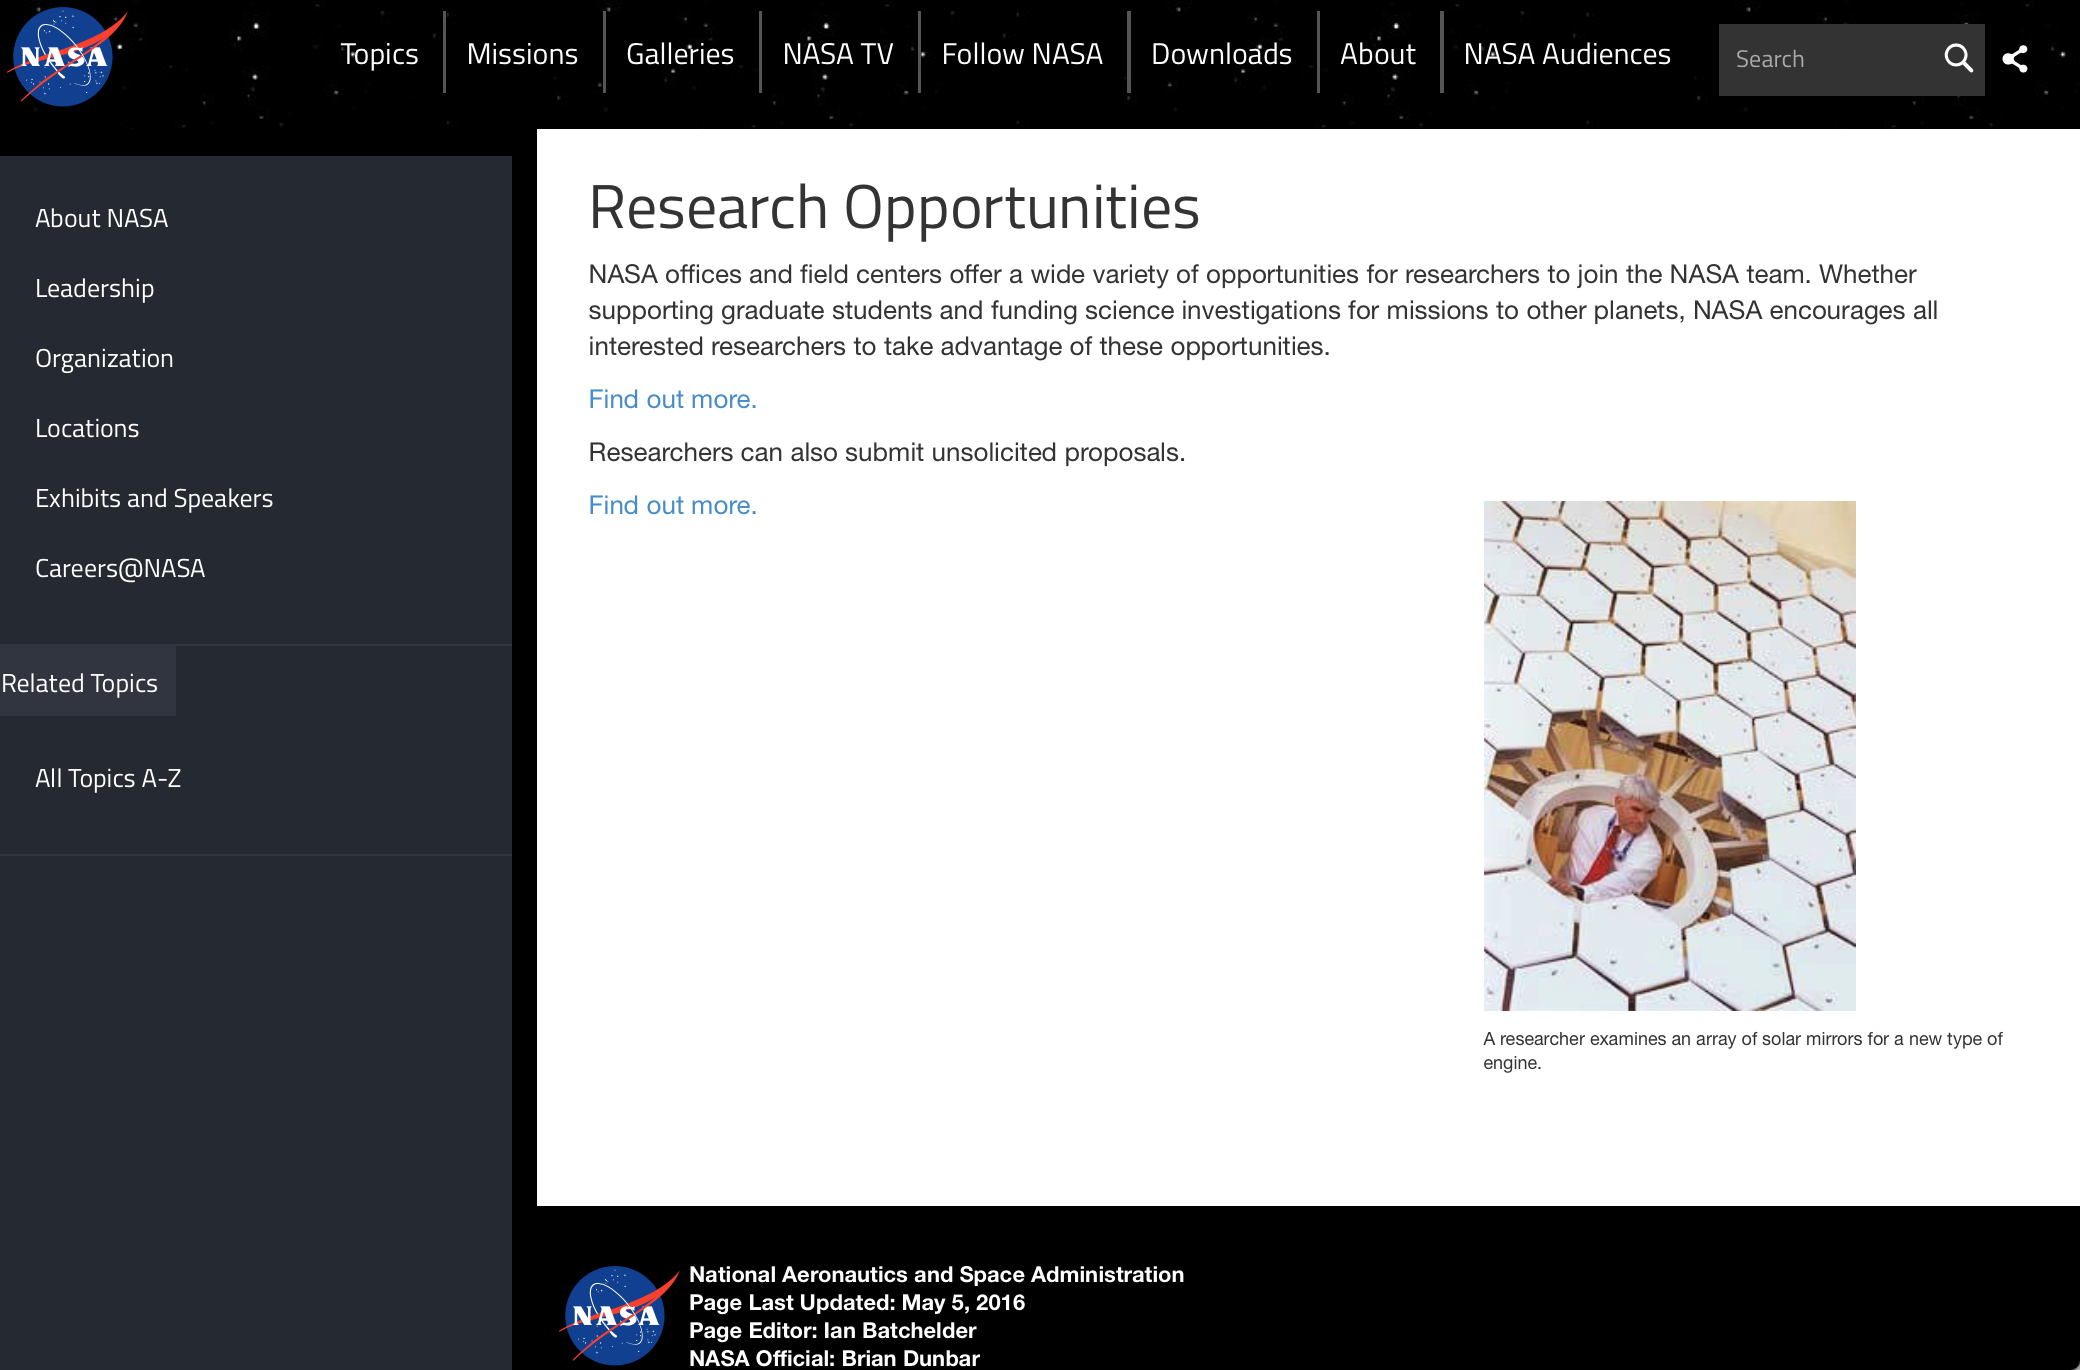 NASA
Topics
Missions
Galleries
NASA TV
Follow NASA
Downloads
About
NASA Audiences
Search
About NASA
Leadership
Organization
Locations
Exhibits and Speakers
Careers@NASA
Related Topics
All Topics A-Z
Research Opportunities
NASA offices and field centers offer a wide variety of opportunities for researchers to join the NASA team. Whether
supporting graduate students and funding science investigations for missions to other planets, NASA encourages all
interested researchers to take advantage of these opportunities.
Find out more.
Researchers can also submit unsolicited proposals.
Find out more.
A researcher examines an array of solar mirrors for a new type of
engine.
NASA
National Aeronautics and Space Administration
Page Last Updated: May 5, 2016
Page Editor: Ian Batchelder
NASA Official: Brian Dunbar